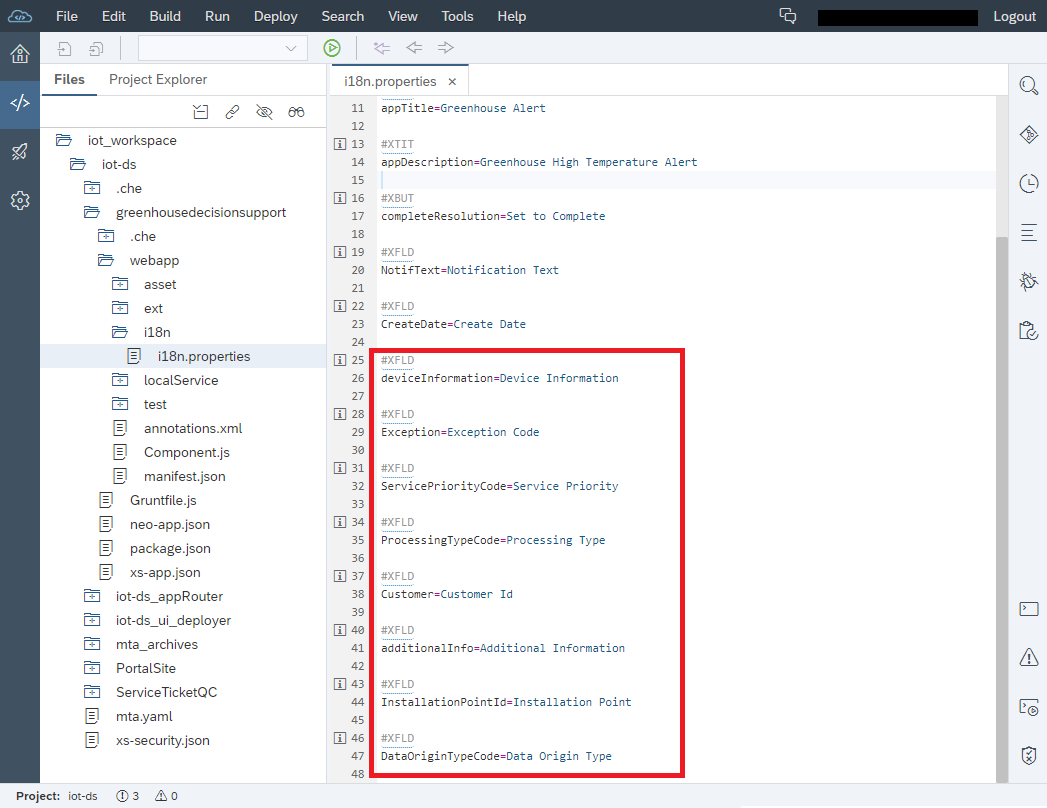 File Edit Build Run Deploy Search View Tools Help Logout
Files Project Explorer
i18n.properties ×
iot_workspace
iot-ds
.che
greenhousedecisionsupport
.che
webapp
asset
ext
i18n
i18n.properties
localService
test
annotations.xml
Component.js
manifest.json
Gruntfile.js
neo-app.json
package.json
xs-app.json
iot-ds_appRouter
iot-ds_ui_deployer
mta_archives
PortalSite
ServiceTicketQC
mta.yaml
xs-security.json
11 appTitle=Greenhouse Alert
12
13 #XTIT
14 appDescription=Greenhouse High Temperature Alert
15
16 #XBUT
17 completeResolution=Set to Complete
18
19 #XFLD
20 NotifText=Notification Text
21
22 #XFLD
23 CreateDate=Create Date
24
25 #XFLD
26 deviceInformation=Device Information
27
28 #XFLD
29 Exception=Exception Code
30
31 #XFLD
32 ServicePriorityCode=Service Priority
33
34 #XFLD
35 ProcessingTypeCode=Processing Type
36
37 #XFLD
38 Customer=Customer Id
39
40 #XFLD
41 additionalInfo=Additional Information
42
43 #XFLD
44 InstallationPointId=Installation Point
45
46 #XFLD
47 DataOriginTypeCode=Data Origin Type
48
Project: iot-ds 3 0